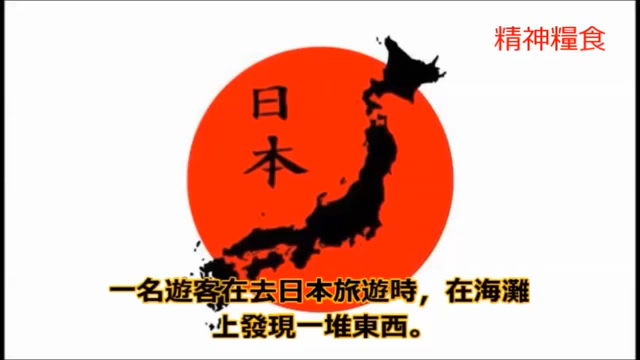 精神糧食
日
本
一名遊客在去日本旅遊時，在海灘
上發現一堆東西。